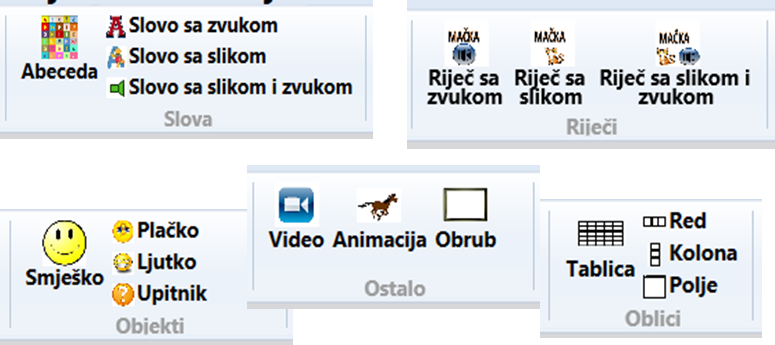 Abeceda
Slovo sa zvukom
Slovo sa slikom
Slovo sa slikom i zvukom
Slova
MAČKA
Riječ sa
zvukom
MAČKA
Riječ sa
slikom
MAČKA
Riječ sa slikom i
zvukom
Riječi
Smješko
Plačko
Ljutko
Upitnik
Objekti
Video
Animacija
Obrub
Ostalo
Tablica
Red
Kolona
Polje
Oblici